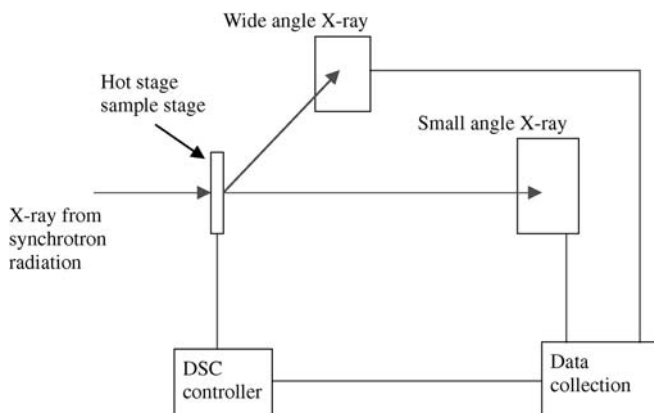 Wide angle X-ray
Hot stage
sample stage
Small angle X-ray
X-ray from
synchrotron
radiation
DSC
controller
Data
collection